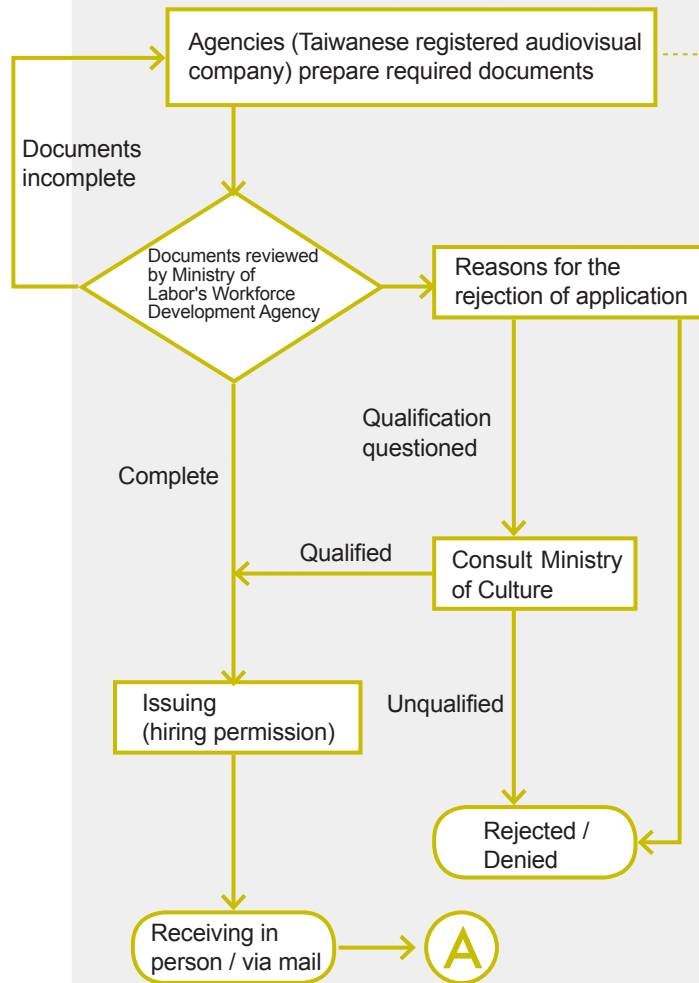 Agencies (Taiwanese registered audiovisual
company) prepare required documents
Documents
incomplete
Documents reviewed
by Ministry of
Labor's Workforce
Development Agency
Reasons for the
rejection of application
Qualification
questioned
Complete
Qualified
Consult Ministry
of Culture
Issuing
(hiring permission)
Unqualified
Rejected /
Denied
Receiving in
person / via mail
A